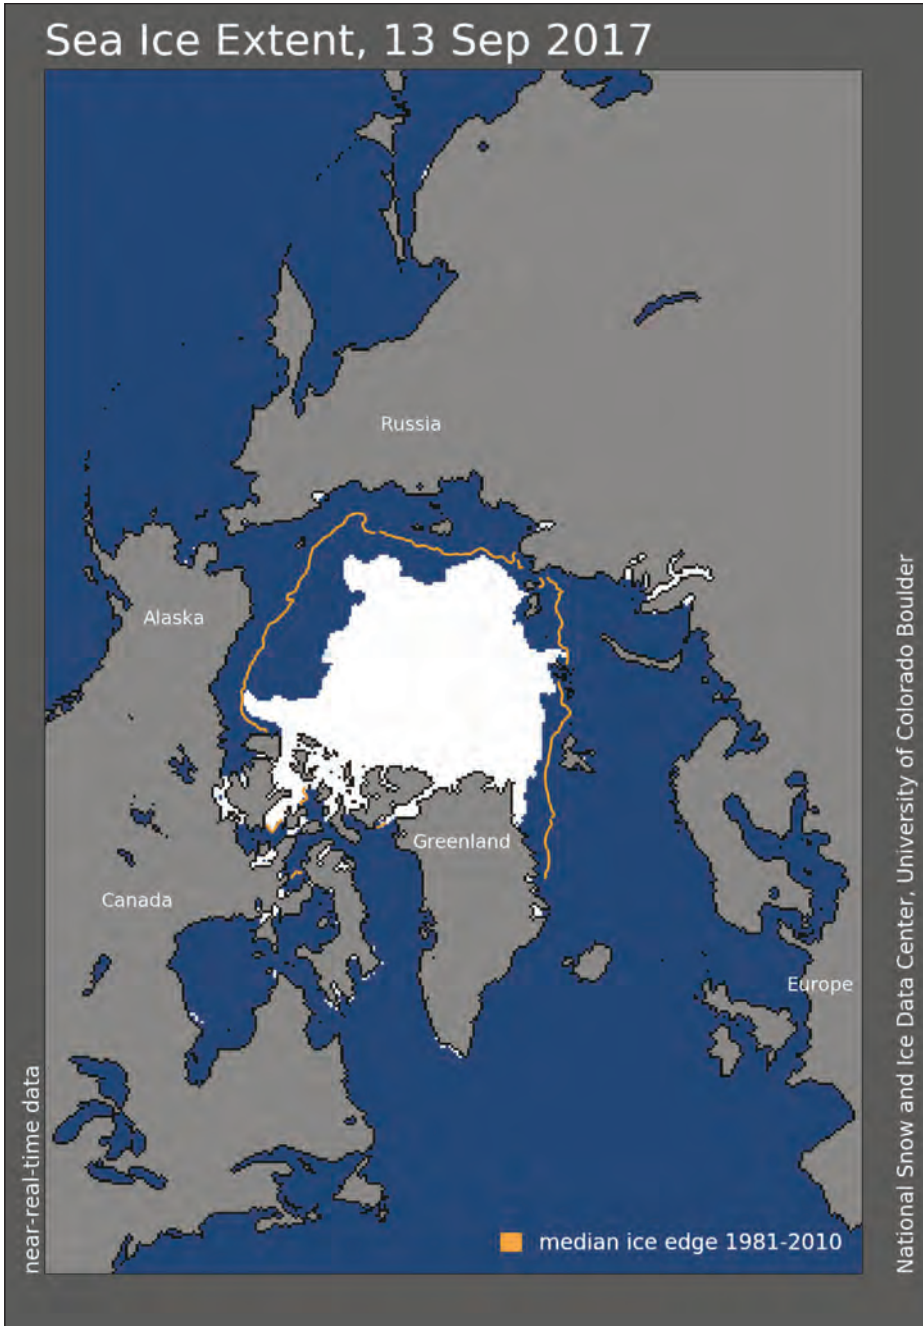 Sea Ice Extent, 13 Sep 2017
Russia
Alaska
Greenland
Canada
Europe
near-real-time data
median ice edge 1981-2010
National Snow and Ice Data Center, University of Colorado Boulder